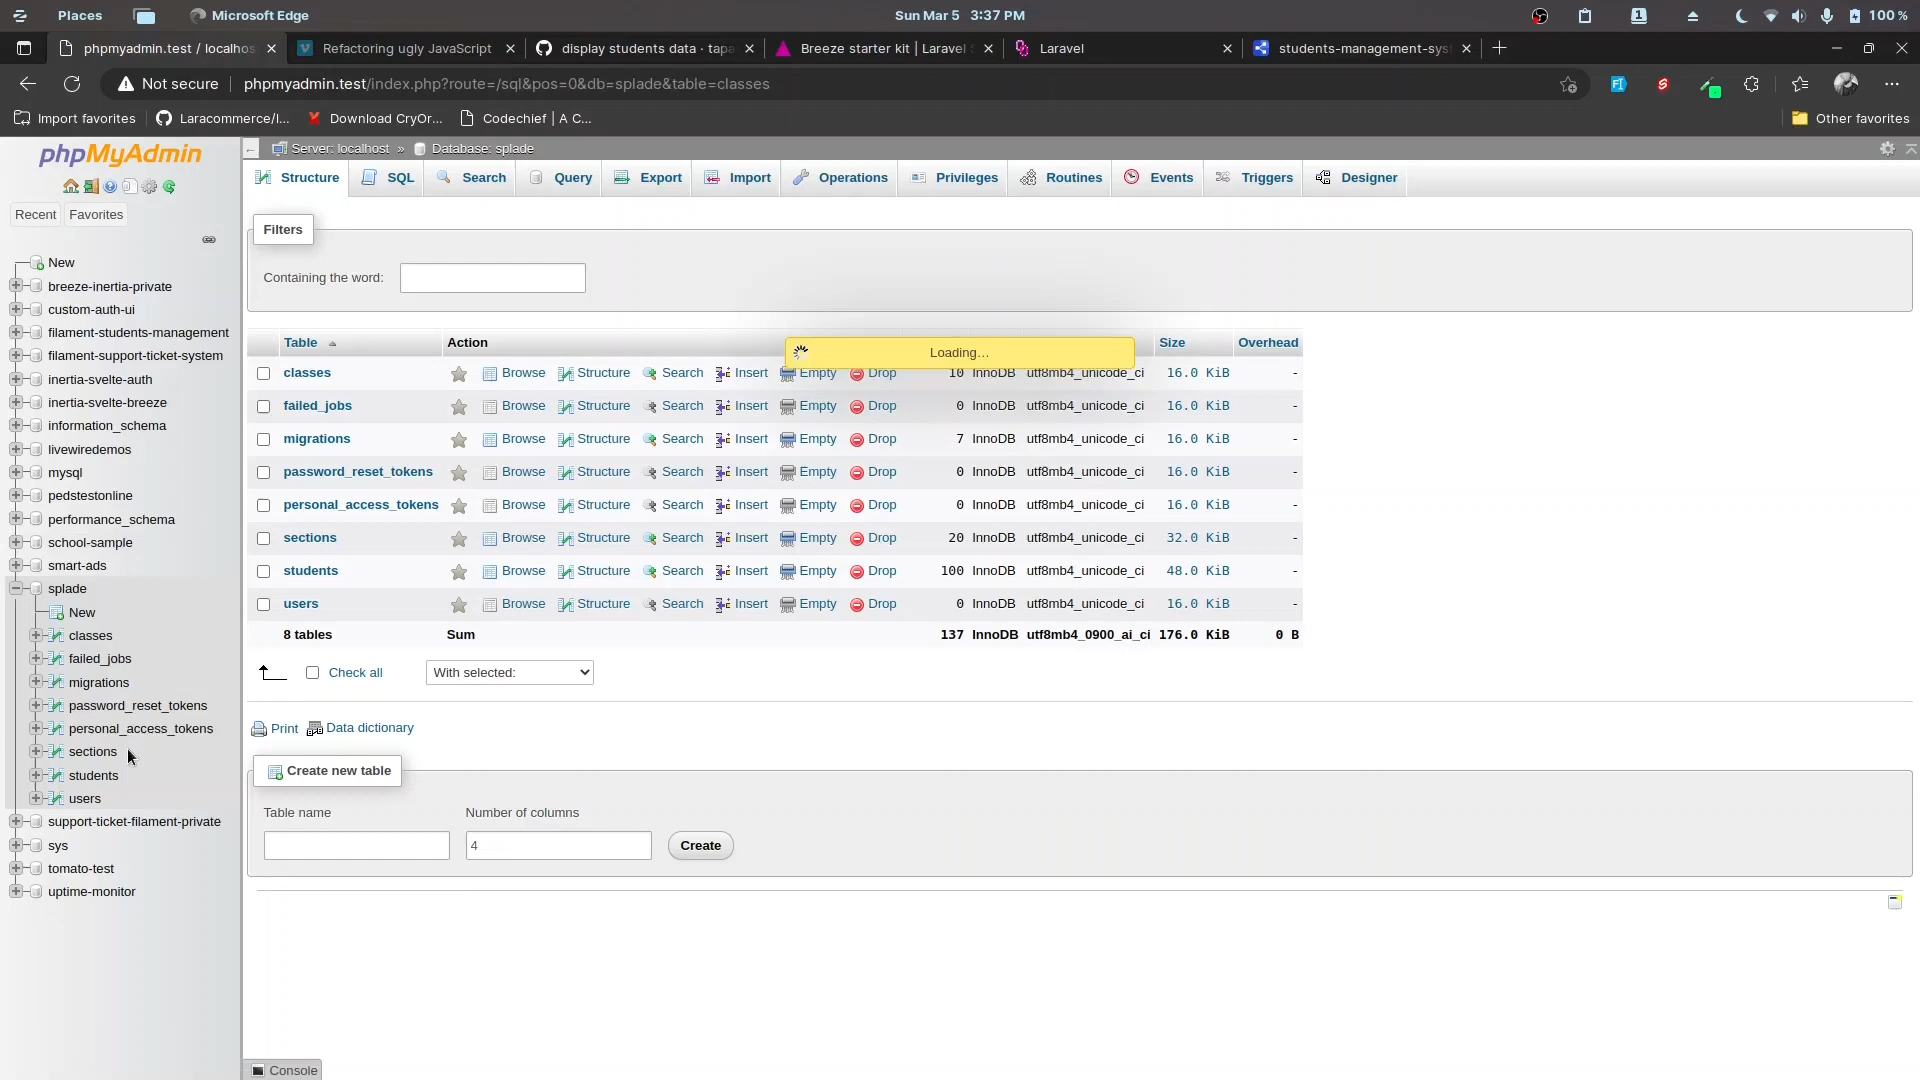 Places
Microsoft Edge
Sun Mar 5 3:37 PM
1
100 %
phpmyadmin.test / localhos
Refactoring ugly JavaScript
display students data · tapa
Breeze starter kit | Laravel
Laravel
students-management-sys
Not secure
phpmyadmin.test/index.php?route=/sql&pos=0&db=splade&table=classes
Import favorites
Laracommerce/l...
Download CryOr...
Codechief | A C...
Other favorites
phpMyAdmin
Server: localhost » Database: splade
Structure
SQL
Search
Query
Export
Import
Operations
Privileges
Routines
Events
Triggers
Designer
Recent
Favorites
New
breeze-inertia-private
custom-auth-ui
filament-students-management
filament-support-ticket-system
inertia-svelte-auth
inertia-svelte-breeze
information_schema
livewiredemos
mysql
pedstestonline
performance_schema
school-sample
smart-ads
splade
New
classes
failed_jobs
migrations
password_reset_tokens
personal_access_tokens
sections
students
users
support-ticket-filament-private
sys
tomato-test
uptime-monitor
Filters
Containing the word:
Loading…
Table Action Size Overhead
classes Browse Structure Search Insert Empty Drop 10 InnoDB utf8mb4_unicode_ci 16.0 KiB -
failed_jobs Browse Structure Search Insert Empty Drop 0 InnoDB utf8mb4_unicode_ci 16.0 KiB -
migrations Browse Structure Search Insert Empty Drop 7 InnoDB utf8mb4_unicode_ci 16.0 KiB -
password_reset_tokens Browse Structure Search Insert Empty Drop 0 InnoDB utf8mb4_unicode_ci 16.0 KiB -
personal_access_tokens Browse Structure Search Insert Empty Drop 0 InnoDB utf8mb4_unicode_ci 16.0 KiB -
sections Browse Structure Search Insert Empty Drop 20 InnoDB utf8mb4_unicode_ci 32.0 KiB -
students Browse Structure Search Insert Empty Drop 100 InnoDB utf8mb4_unicode_ci 48.0 KiB -
users Browse Structure Search Insert Empty Drop 0 InnoDB utf8mb4_unicode_ci 16.0 KiB -
8 tables Sum 137 InnoDB utf8mb4_0900_ai_ci 176.0 KiB 0 B
Check all
With selected:
Print
Data dictionary
Create new table
Table name
Number of columns
4
Create
Console